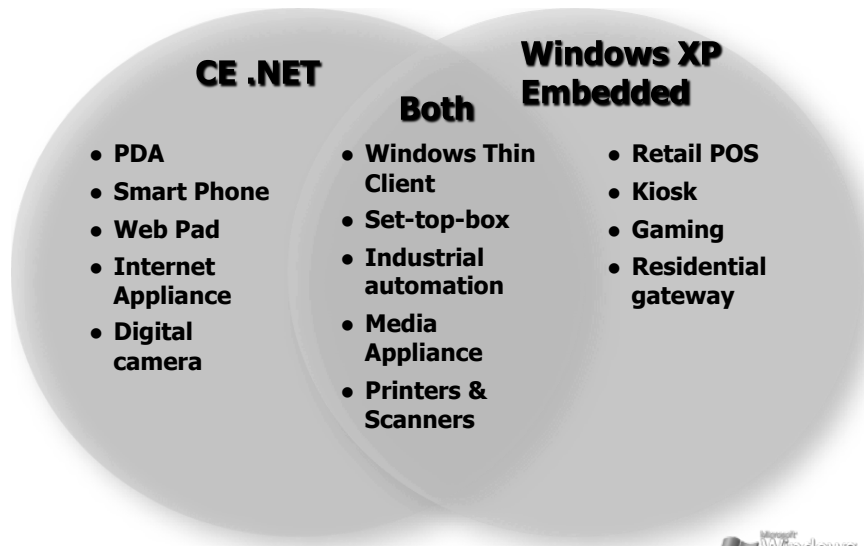 CE .NET
Windows XP
Embedded
Both
• PDA
• Smart Phone
• Web Pad
• Internet
Appliance
• Digital
camera
• Windows Thin
Client
• Set-top-box
• Industrial
automation
• Media
Appliance
• Printers &
Scanners
• Retail POS
• Kiosk
• Gaming
• Residential
gateway
Microsoft